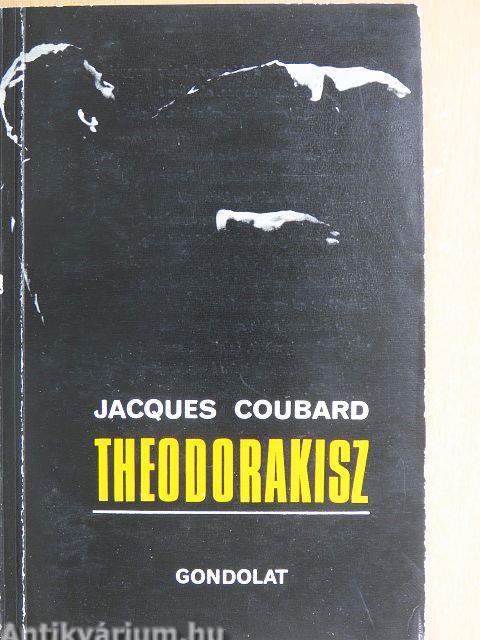 JACQUES COUBARD
THEODORAKISZ
GONDOLAT
Antikvárium.hu